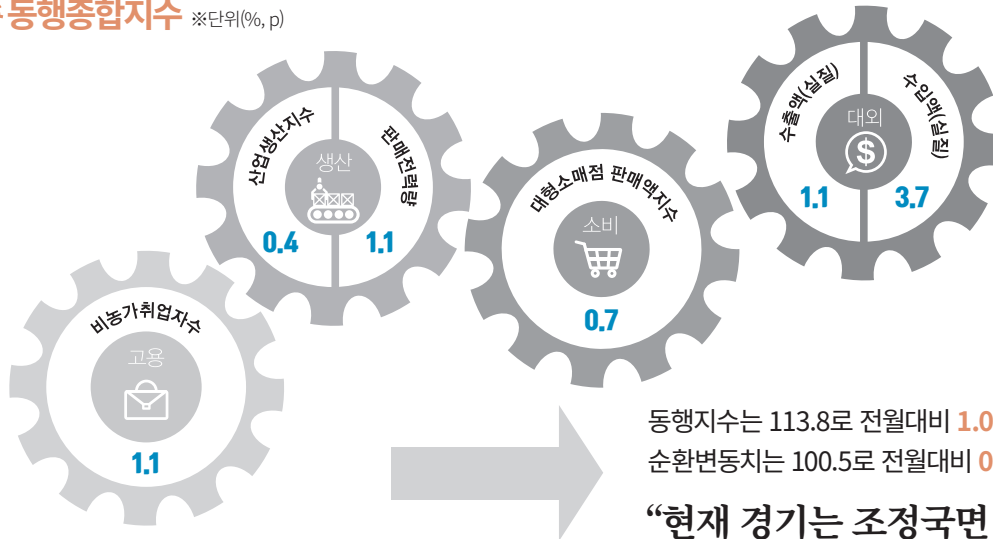 동행종합지수 ※단위(%, p)
산업생산지수
판매전력량
생산
0.4
1.1
대형소매점 판매액지수
소비
0.7
수출액(실질)
수입액(실질)
대외
$
1.1
3.7
비농가취업자수
고용
1.1
동행지수는 113.8로 전월대비 1.0
순환변동치는 100.5로 전월대비 0
“현재 경기는 조정국면